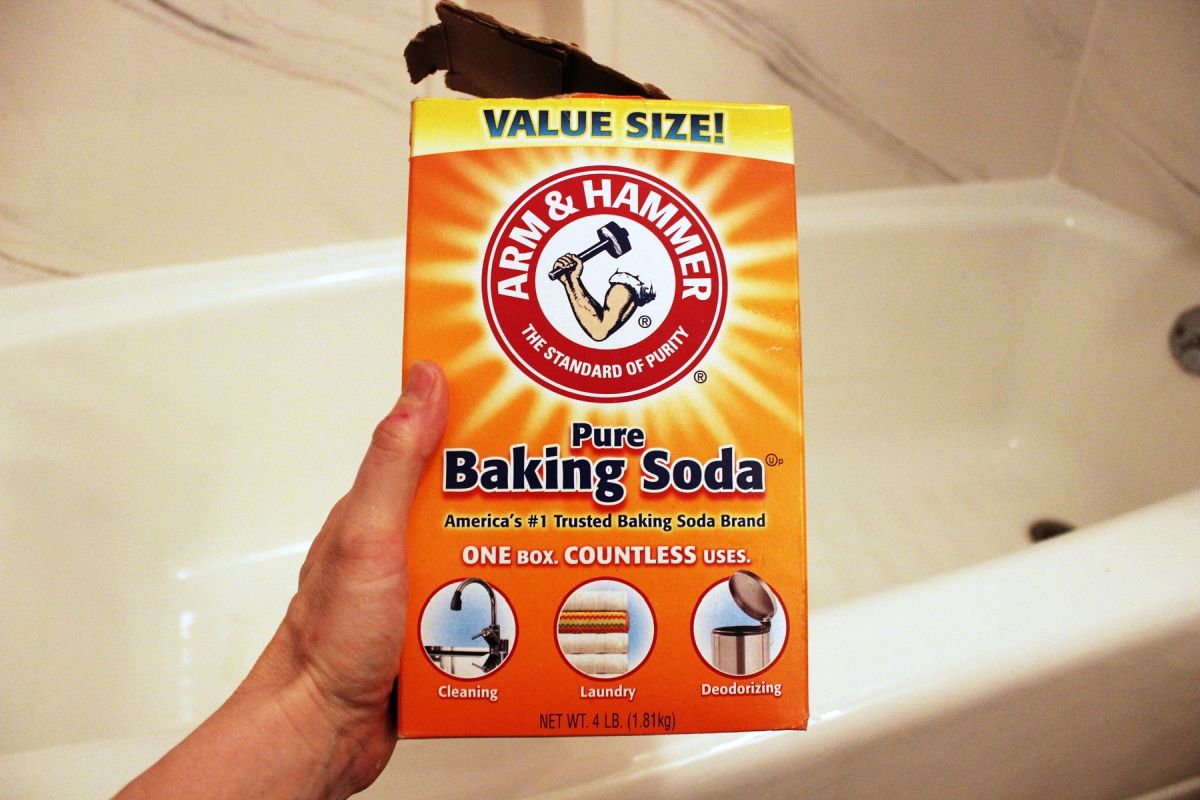 VALUE SIZE!
ARM & HAMMER
®
THE STANDARD OF PURITY
®
Pure
Baking Soda Ⓤp
America's #1 Trusted Baking Soda Brand
ONE BOX. COUNTLESS USES.
Cleaning Laundry Deodorizing
NET WT. 4 LB. (1.81kg)